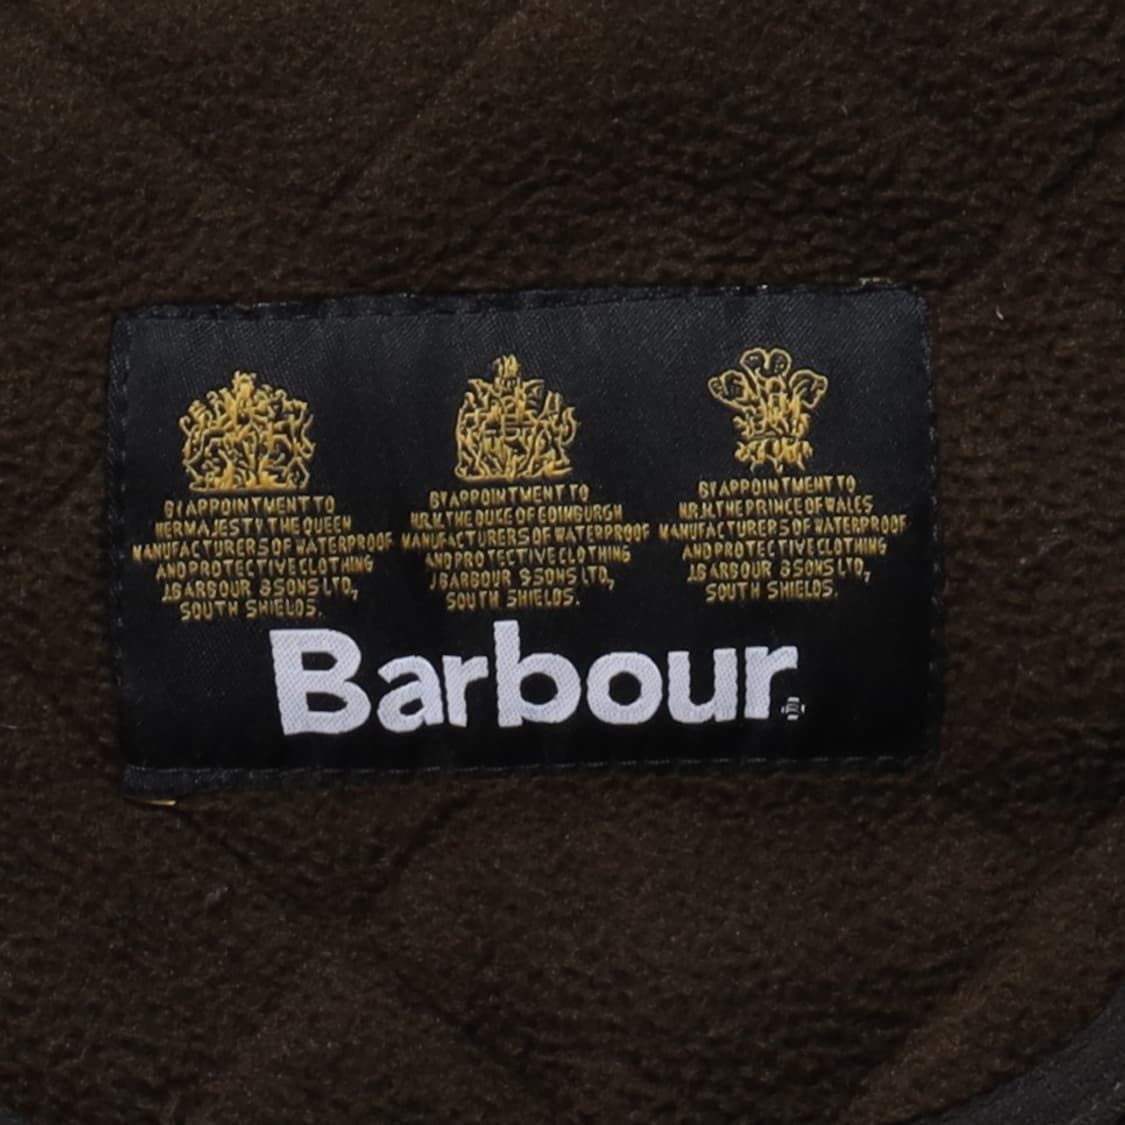 BY APPOINTMENT TO
HER MAJESTY THE QUEEN
MANUFACTURERS OF WATERPROOF
AND PROTECTIVE CLOTHING
J.BARBOUR & SONS LTD,
SOUTH SHIELDS.
BY APPOINTMENT TO
H.R.H. THE DUKE OF EDINBURGH
MANUFACTURERS OF WATERPROOF
AND PROTECTIVE CLOTHING
J.BARBOUR & SONS LTD,
SOUTH SHIELDS.
BY APPOINTMENT TO
H.R.H. THE PRINCE OF WALES
MANUFACTURERS OF WATERPROOF
AND PROTECTIVE CLOTHING
J.BARBOUR & SONS LTD,
SOUTH SHIELDS.
Barbour